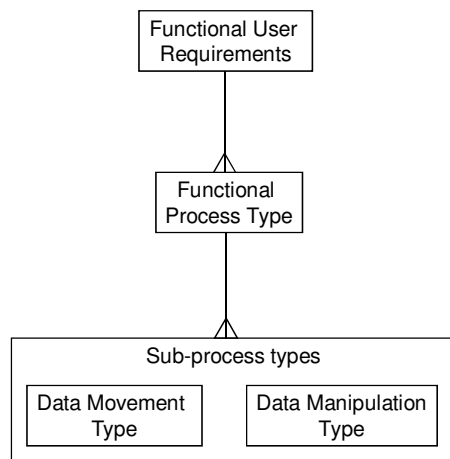 Functional User
Requirements
Functional
Process Type
Sub-process types
Data Movement
Type
Data Manipulation
Type